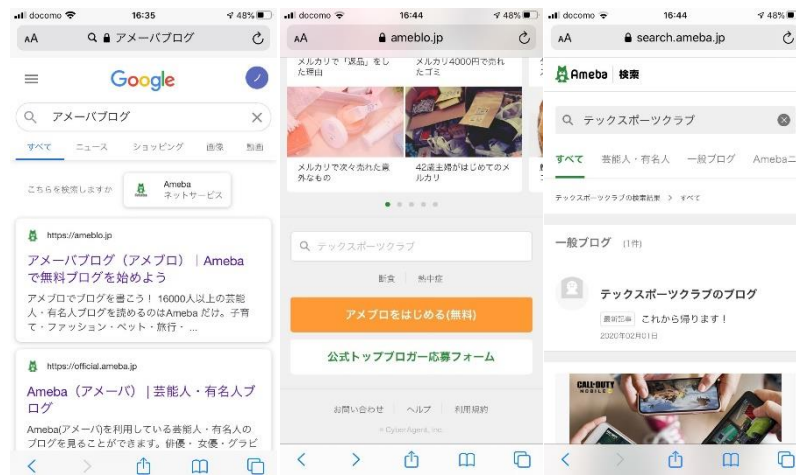 docomo 16:35 48%
AA アメーバブログ
Google
アメーバブログ
すべて ニュース ショッピング 画像 動画
こちらを検索しますか Ameba
ネットサービス
https://ameblo.jp
アメーバブログ（アメブロ）｜Ameba
で無料ブログを始めよう
アメブロでブログを書こう！ 16000人以上の芸能
人・有名人ブログを読めるのはAmeba だけ。子育
て・ファッション・ペット・旅行・ ...
https://official.ameba.jp
Ameba（アメーバ）｜芸能人・有名人ブ
ログ
Ameba(アメーバ)を利用している芸能人・有名人の
ブログを見ることができます。俳優・女優・グラビ
docomo 16:44 48%
AA ameblo.jp
メルカリで「返品」をし
た理由
メルカリ4000円で売れ
たゴミ
メルカリで次々売れた意
外なもの
42歳主婦がはじめてのメ
ルカリ
テックスポーツクラブ
断食 熱中症
アメブロをはじめる(無料)
公式トップブロガー応募フォーム
お問い合わせ ヘルプ 利用規約
© CyberAgent, Inc.
docomo 16:44 48%
AA search.ameba.jp
Ameba 検索
テックスポーツクラブ
すべて 芸能人・有名人 一般ブログ Amebaニ
テックスポーツクラブの検索結果 > すべて
一般ブログ (1件)
テックスポーツクラブのブログ
最新記事 これから帰ります！
2020年02月01日
CALL OF DUTY
MOBILE